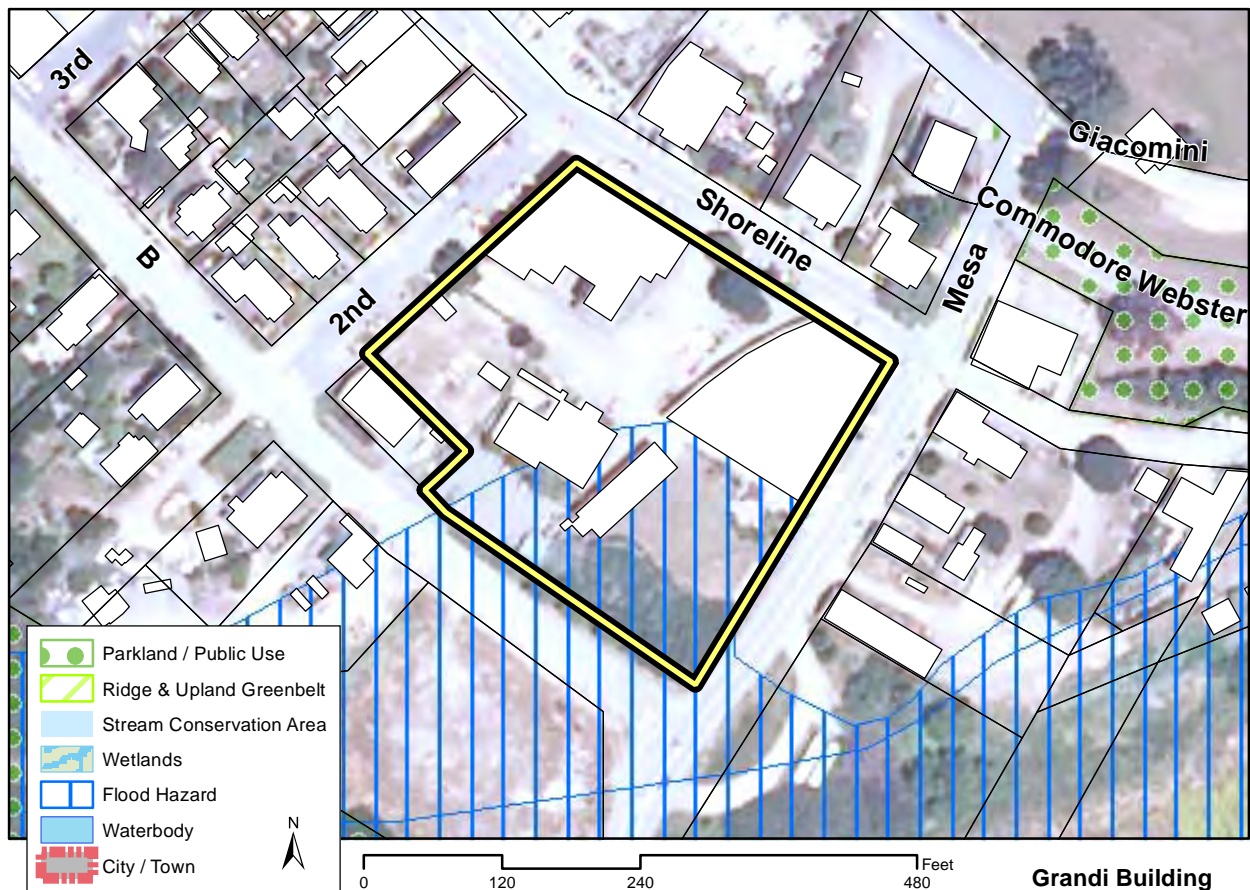 3rd
Giacomini
Shoreline
Commodore Webster
B
Mesa
2nd
Parkland / Public Use
Ridge & Upland Greenbelt
Stream Conservation Area
Wetlands
Flood Hazard
Waterbody
City / Town
N
Feet
0 120 240 480
Grandi Building